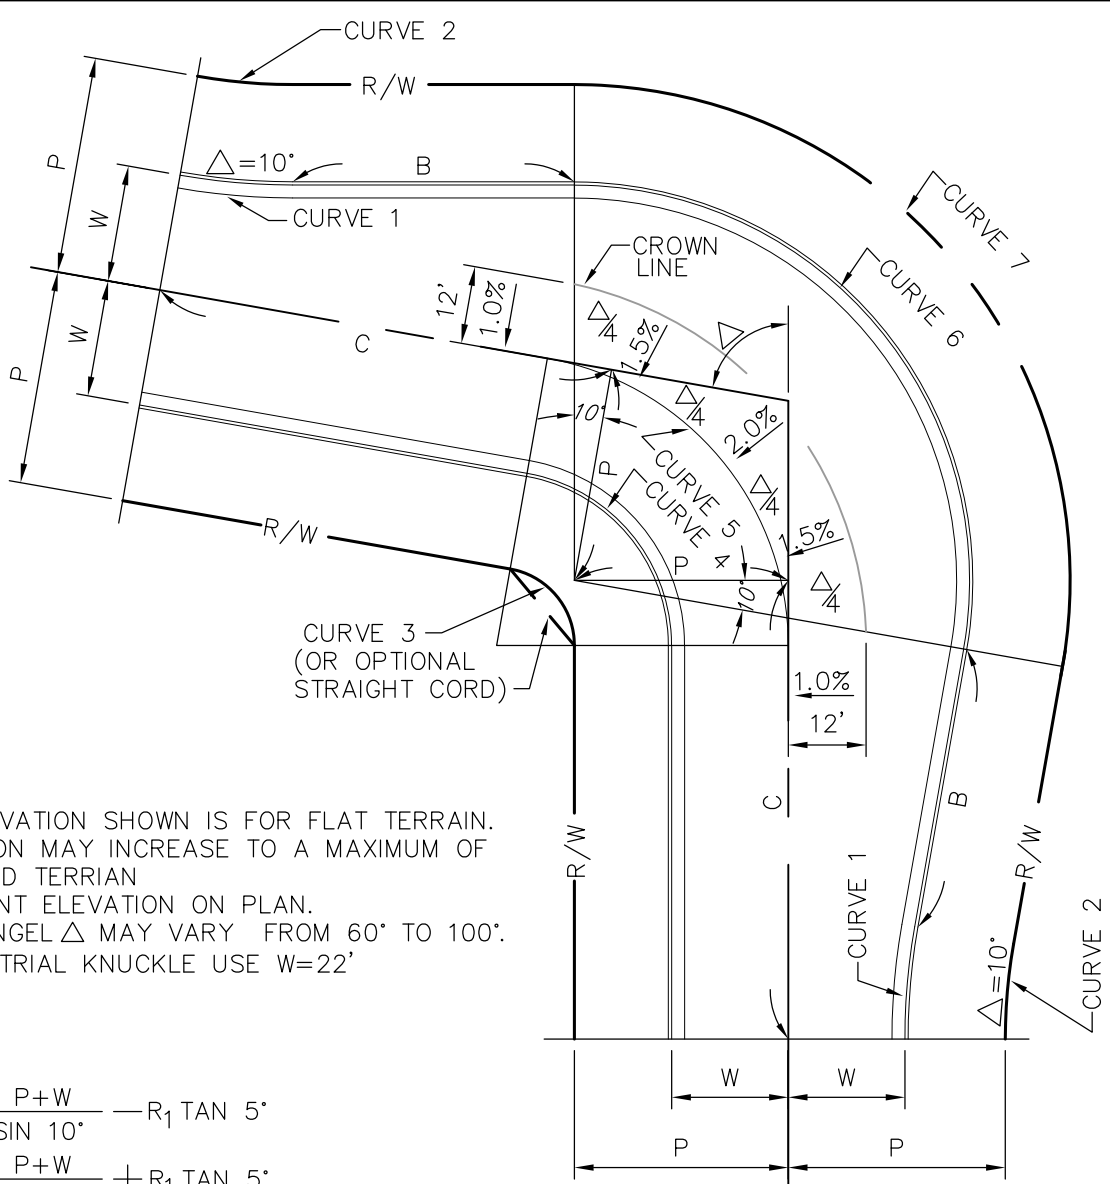 CURVE 2
R/W
P
△=10°
B
W
CURVE 1
CURVE 7
CROWN
LINE
CURVE 6
12'
1.0%
△/4
1.5%
△
W
C
P
△/4
2.0%
10°
P
CURVE 5
CURVE 4
△/4
1.5%
R/W
P
10°
△/4
CURVE 3
(OR OPTIONAL
STRAIGHT CORD)
1.0%
12'
C
B
R/W
R/W
VATION SHOWN IS FOR FLAT TERRAIN.
ON MAY INCREASE TO A MAXIMUM OF
D TERRIAN
NT ELEVATION ON PLAN.
NGEL △ MAY VARY FROM 60° TO 100°.
TRIAL KNUCKLE USE W=22'
CURVE 1
△=10°
CURVE 2
W
W
P+W
—R1 TAN 5°
SIN 10°
P
P
P+W
+R1 TAN 5°